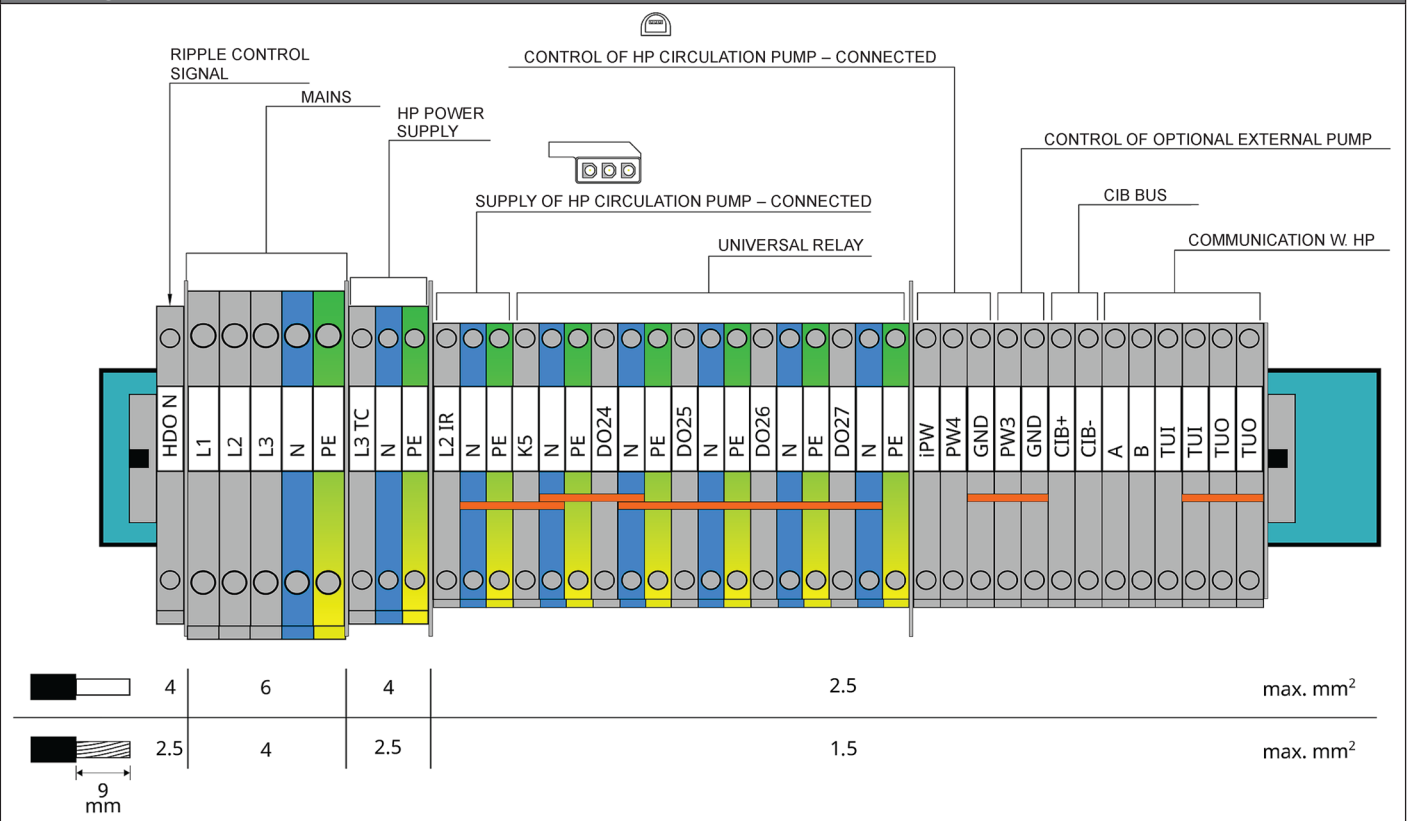 RIPPLE CONTROL
SIGNAL
MAINS
HP POWER
SUPPLY
CONTROL OF HP CIRCULATION PUMP – CONNECTED
SUPPLY OF HP CIRCULATION PUMP – CONNECTED
UNIVERSAL RELAY
CONTROL OF OPTIONAL EXTERNAL PUMP
CIB BUS
COMMUNICATION W. HP
HDO N
L1
L2
L3
N
PE
L3 TC
N
PE
L2 IR
N
PE
K5
N
PE
DO24
N
PE
DO25
N
PE
DO26
N
PE
DO27
N
PE
iPW
PW4
GND
PW3
GND
CIB+
CIB-
A
B
TUI
TUI
TUO
TUO
4 6 4 2.5 max. mm²
2.5 4 2.5 1.5 max. mm²
9
mm